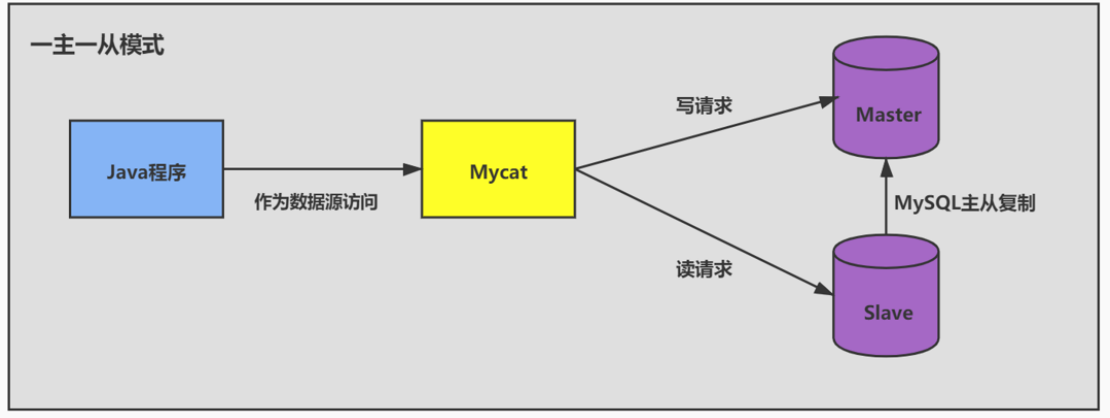 一主一从模式
写请求
Master
Java程序
Mycat
作为数据源访问
MySQL主从复制
读请求
Slave